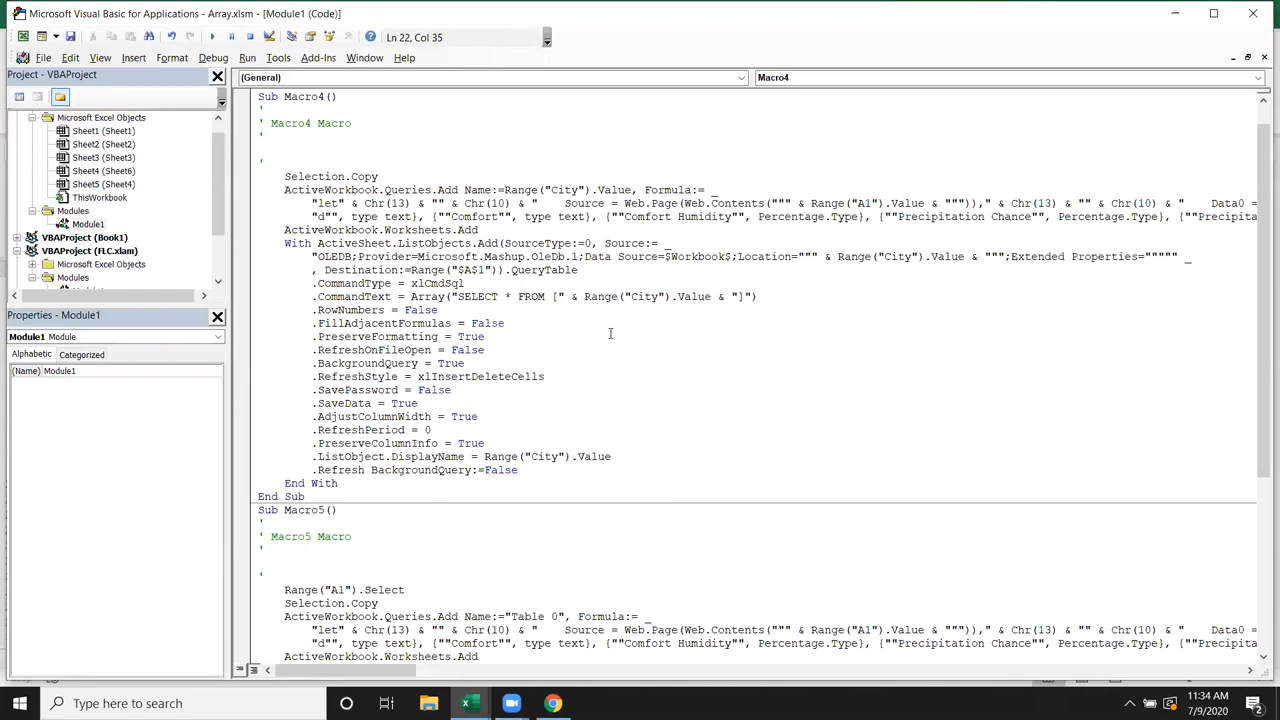 Microsoft Visual Basic for Applications - Array.xlsm - [Module1 (Code)]
Ln 22, Col 35
File Edit View Insert Format Debug Run Tools Add-Ins Window Help
Project - VBAProject
(General)
Macro4
Microsoft Excel Objects
Sheet1 (Sheet1)
Sheet2 (Sheet2)
Sheet3 (Sheet3)
Sheet4 (Sheet6)
Sheet5 (Sheet4)
ThisWorkbook
Modules
Module1
VBAProject (Book1)
VBAProject (FLC.xlam)
Microsoft Excel Objects
Modules
Properties - Module1
Module1 Module
Alphabetic Categorized
(Name) Module1
Sub Macro4()
'
' Macro4 Macro
'
'
Selection.Copy
ActiveWorkbook.Queries.Add Name:=Range("City").Value, Formula:= _
"let" & Chr(13) & "" & Chr(10) & "    Source = Web.Page(Web.Contents(""" & Range("A1").Value & """))," & Chr(13) & "" & Chr(10) & "    Data0 =
"d"", type text}, {""Comfort"", type text}, {""Comfort Humidity"", Percentage.Type}, {""Precipitation Chance"", Percentage.Type}, {""Precipita
ActiveWorkbook.Worksheets.Add
With ActiveSheet.ListObjects.Add(SourceType:=0, Source:= _
"OLEDB;Provider=Microsoft.Mashup.OleDb.1;Data Source=$Workbook$;Location=""" & Range("City").Value & """;Extended Properties=""""" _
, Destination:=Range("$A$1")).QueryTable
.CommandType = xlCmdSql
.CommandText = Array("SELECT * FROM [" & Range("City").Value & "]")
.RowNumbers = False
.FillAdjacentFormulas = False
.PreserveFormatting = True
.RefreshOnFileOpen = False
.BackgroundQuery = True
.RefreshStyle = xlInsertDeleteCells
.SavePassword = False
.SaveData = True
.AdjustColumnWidth = True
.RefreshPeriod = 0
.PreserveColumnInfo = True
.ListObject.DisplayName = Range("City").Value
.Refresh BackgroundQuery:=False
End With
End Sub
Sub Macro5()
'
' Macro5 Macro
'
'
Range("A1").Select
Selection.Copy
ActiveWorkbook.Queries.Add Name:="Table 0", Formula:= _
"let" & Chr(13) & "" & Chr(10) & "    Source = Web.Page(Web.Contents(""" & Range("A1").Value & """))," & Chr(13) & "" & Chr(10) & "    Data0 =
"d"", type text}, {""Comfort"", type text}, {""Comfort Humidity"", Percentage.Type}, {""Precipitation Chance"", Percentage.Type}, {""Precipita
ActiveWorkbook.Worksheets.Add
Type here to search
11:34 AM
7/9/2020
2